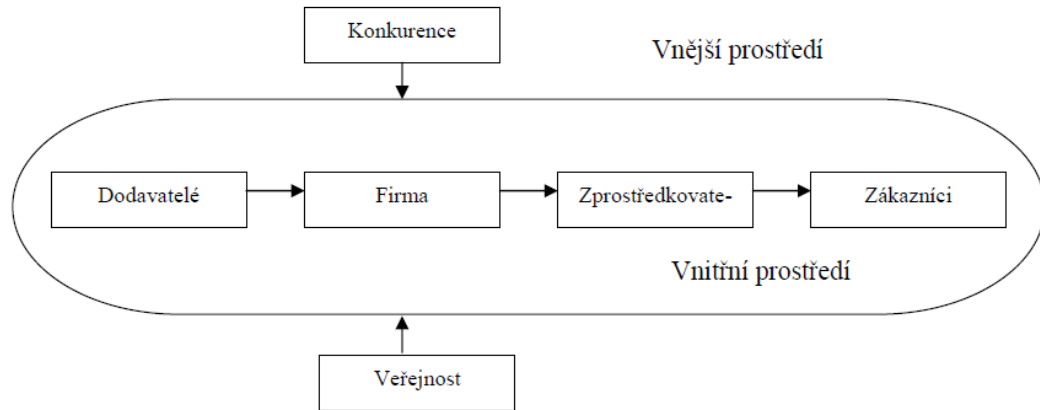 Konkurence
Vnější prostředí
Dodavatelé
Firma
Zprostředkovate-
Zákazníci
Vnitřní prostředí
Veřejnost